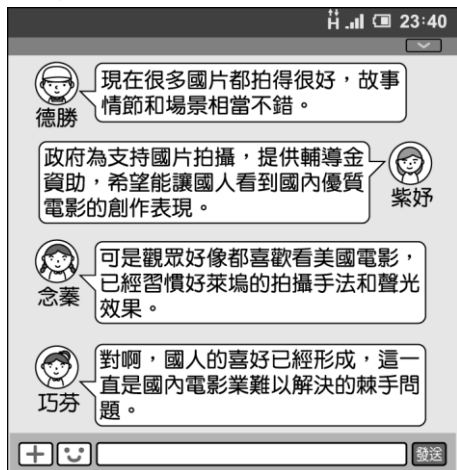 23:40
現在很多國片都拍得很好，故事
情節和場景相當不錯。
德勝
政府為支持國片拍攝，提供輔導金
資助，希望能讓國人看到國內優質
電影的創作表現。
紫妤
可是觀眾好像都喜歡看美國電影，
已經習慣好萊塢的拍攝手法和聲光
效果。
念蓁
對啊，國人的喜好已經形成，這一
直是國內電影業難以解決的棘手問
題。
巧芬
發送